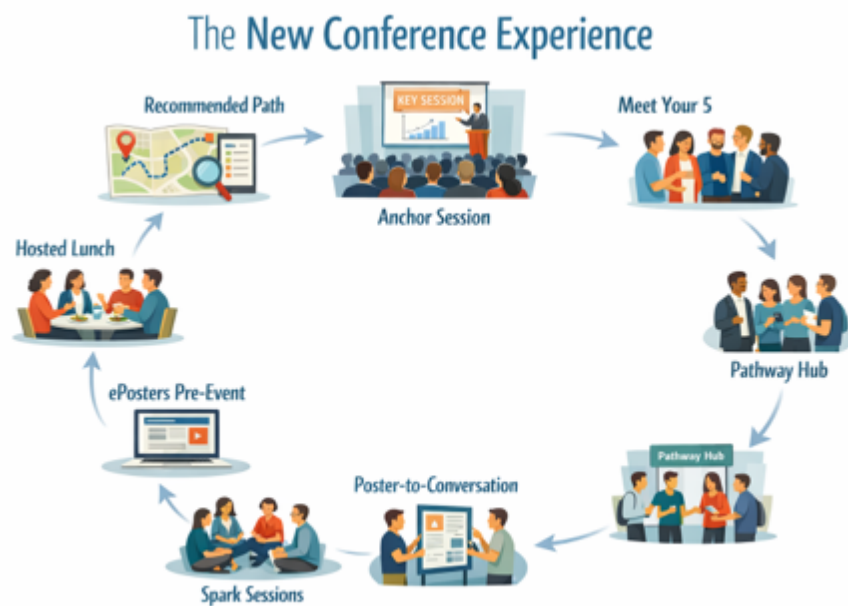 The New Conference Experience
Recommended Path
KEY SESSION
Anchor Session
Meet Your 5
Pathway Hub
Pathway Hub
Poster-to-Conversation
Spark Sessions
ePosters Pre-Event
Hosted Lunch